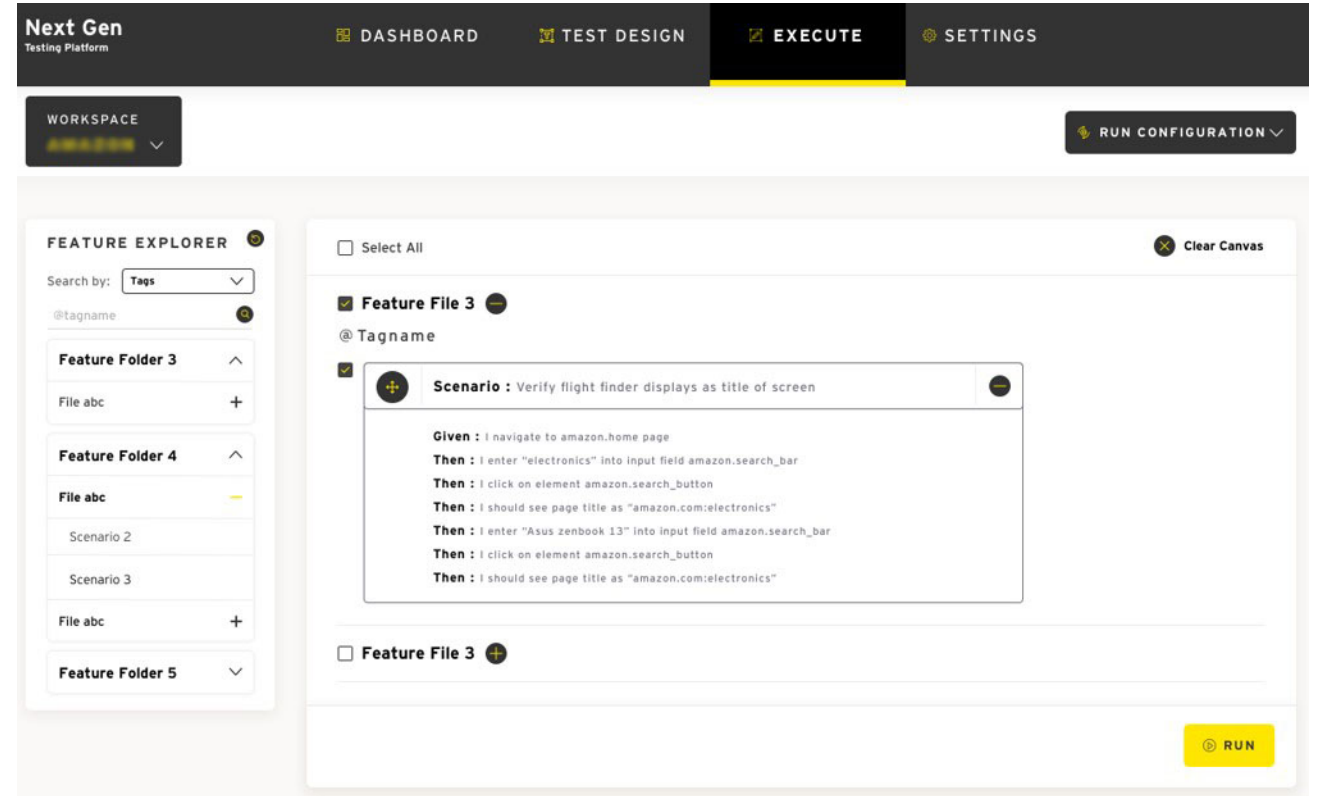 Next Gen
Testing Platform
DASHBOARD
TEST DESIGN
EXECUTE
SETTINGS
WORKSPACE
RUN CONFIGURATION
FEATURE EXPLORER
Search by: Tags
@tagname
Feature Folder 3
File abc
Feature Folder 4
File abc
Scenario 2
Scenario 3
File abc
Feature Folder 5
Select All
Clear Canvas
Feature File 3
@ Tagname
Scenario : Verify flight finder displays as title of screen
Given : I navigate to amazon.home page
Then : I enter "electronics" into input field amazon.search_bar
Then : I click on element amazon.search_button
Then : I should see page title as "amazon.com:electronics"
Then : I enter "Asus zenbook 13" into input field amazon.search_bar
Then : I click on element amazon.search_button
Then : I should see page title as "amazon.com:electronics"
Feature File 3
RUN